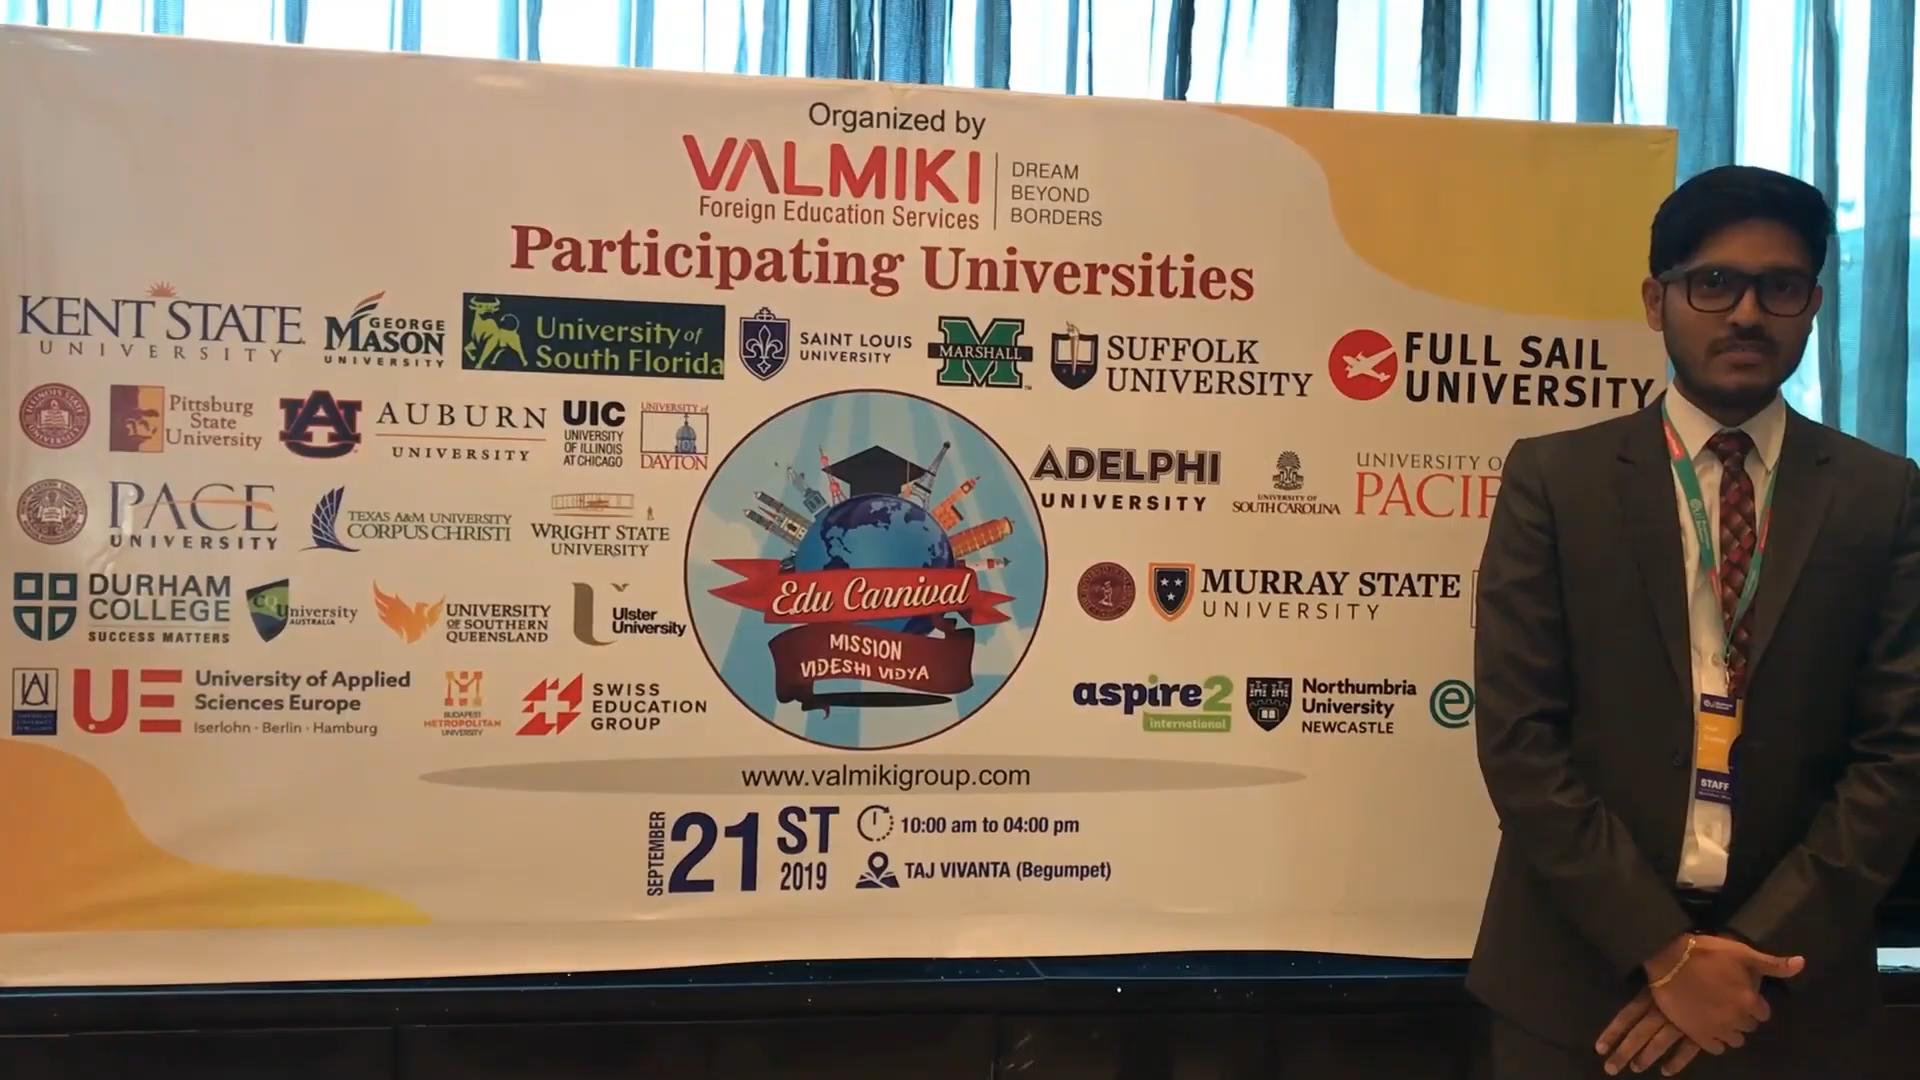 Organized by
VALMIKI
Foreign Education Services
DREAM
BEYOND
BORDERS
Participating Universities
KENT STATE
UNIVERSITY
GEORGE
MASON
UNIVERSITY
University of
South Florida
SAINT LOUIS
UNIVERSITY
MARSHALL
SUFFOLK
UNIVERSITY
FULL SAIL
UNIVERSITY
Pittsburg
State
University
AUBURN
UNIVERSITY
UIC
UNIVERSITY
OF ILLINOIS
AT CHICAGO
UNIVERSITY of
DAYTON
ADELPHI
UNIVERSITY
UNIVERSITY OF
SOUTH CAROLINA
UNIVERSITY O
PACIF
PACE
UNIVERSITY
TEXAS A&M UNIVERSITY
CORPUS CHRISTI
WRIGHT STATE
UNIVERSITY
DURHAM
COLLEGE
SUCCESS MATTERS
CQUniversity
AUSTRALIA
UNIVERSITY
OF SOUTHERN
QUEENSLAND
Ulster
University
Edu Carnival
MISSION
VIDESHI VIDYA
MURRAY STATE
UNIVERSITY
UE
University of Applied
Sciences Europe
Iserlohn - Berlin - Hamburg
BUDAPEST
METROPOLITAN
UNIVERSITY
SWISS
EDUCATION
GROUP
aspire2
international
Northumbria
University
NEWCASTLE
e
www.valmikigroup.com
SEPTEMBER
21ST
2019
10:00 am to 04:00 pm
TAJ VIVANTA (Begumpet)
STAFF